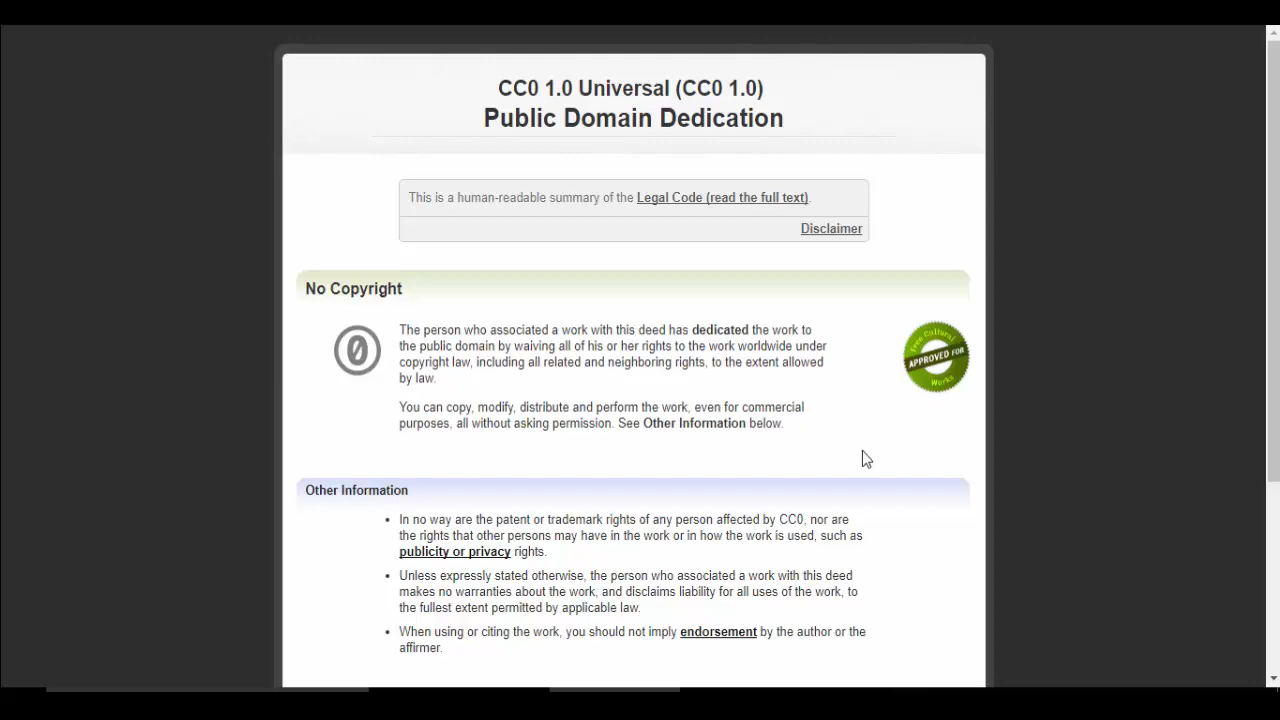 CC0 1.0 Universal (CC0 1.0)
Public Domain Dedication
This is a human-readable summary of the Legal Code (read the full text).
Disclaimer
No Copyright
The person who associated a work with this deed has dedicated the work to
the public domain by waiving all of his or her rights to the work worldwide under
copyright law, including all related and neighboring rights, to the extent allowed
by law.
You can copy, modify, distribute and perform the work, even for commercial
purposes, all without asking permission. See Other Information below.
Free Cultural
APPROVED FOR
Works
Other Information
In no way are the patent or trademark rights of any person affected by CC0, nor are
the rights that other persons may have in the work or in how the work is used, such as
publicity or privacy rights.
Unless expressly stated otherwise, the person who associated a work with this deed
makes no warranties about the work, and disclaims liability for all uses of the work, to
the fullest extent permitted by applicable law.
When using or citing the work, you should not imply endorsement by the author or the
affirmer.